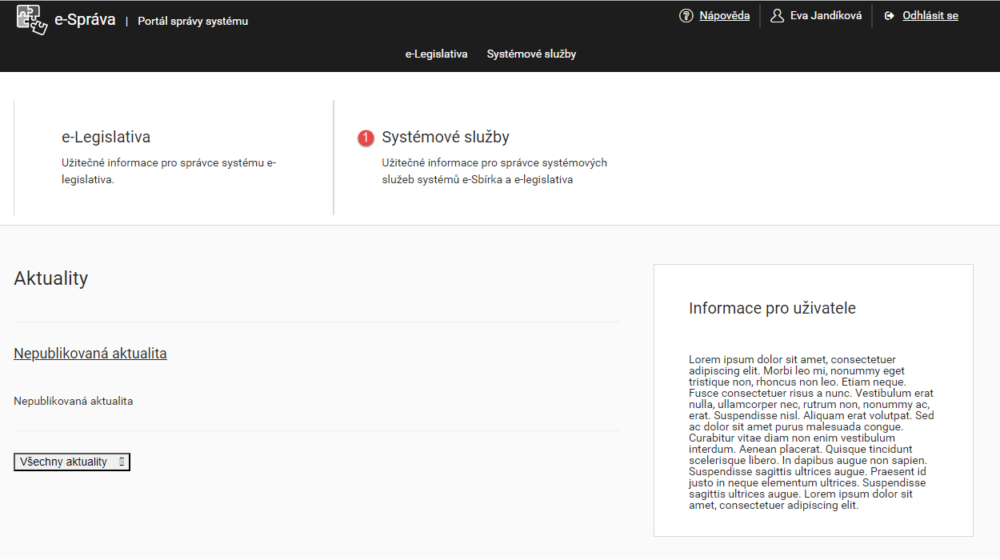 e-Správa | Portál správy systému
Nápověda
Eva Jandíková
Odhlásit se
e-Legislativa
Systémové služby
e-Legislativa
Užitečné informace pro správce systému e-
legislativa.
1
Systémové služby
Užitečné informace pro správce systémových
služeb systémů e-Sbírka a e-legislativa
Aktuality
Nepublikovaná aktualita
Nepublikovaná aktualita
Všechny aktuality
Informace pro uživatele
Lorem ipsum dolor sit amet, consectetuer
adipiscing elit. Morbi leo mi, nonummy eget
tristique non, rhoncus non leo. Etiam neque.
Fusce consectetuer risus a nunc. Vestibulum erat
nulla, ullamcorper nec, rutrum non, nonummy ac,
erat. Suspendisse nisl. Aliquam erat volutpat. Sed
ac dolor sit amet purus malesuada congue.
Curabitur vitae diam non enim vestibulum
interdum. Aenean placerat. Quisque tincidunt
scelerisque libero. In dapibus augue non sapien.
Suspendisse sagittis ultrices augue. Praesent id
justo in neque elementum ultrices. Suspendisse
sagittis ultrices augue. Lorem ipsum dolor sit
amet, consectetuer adipiscing elit.